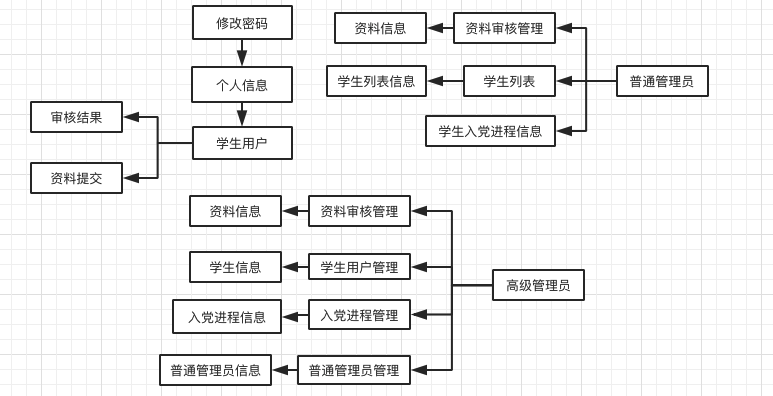 修改密码
个人信息
学生用户
审核结果
资料提交
资料信息
资料审核管理
学生列表信息
学生列表
普通管理员
学生入党进程信息
资料信息
资料审核管理
学生信息
学生用户管理
高级管理员
入党进程信息
入党进程管理
普通管理员信息
普通管理员管理